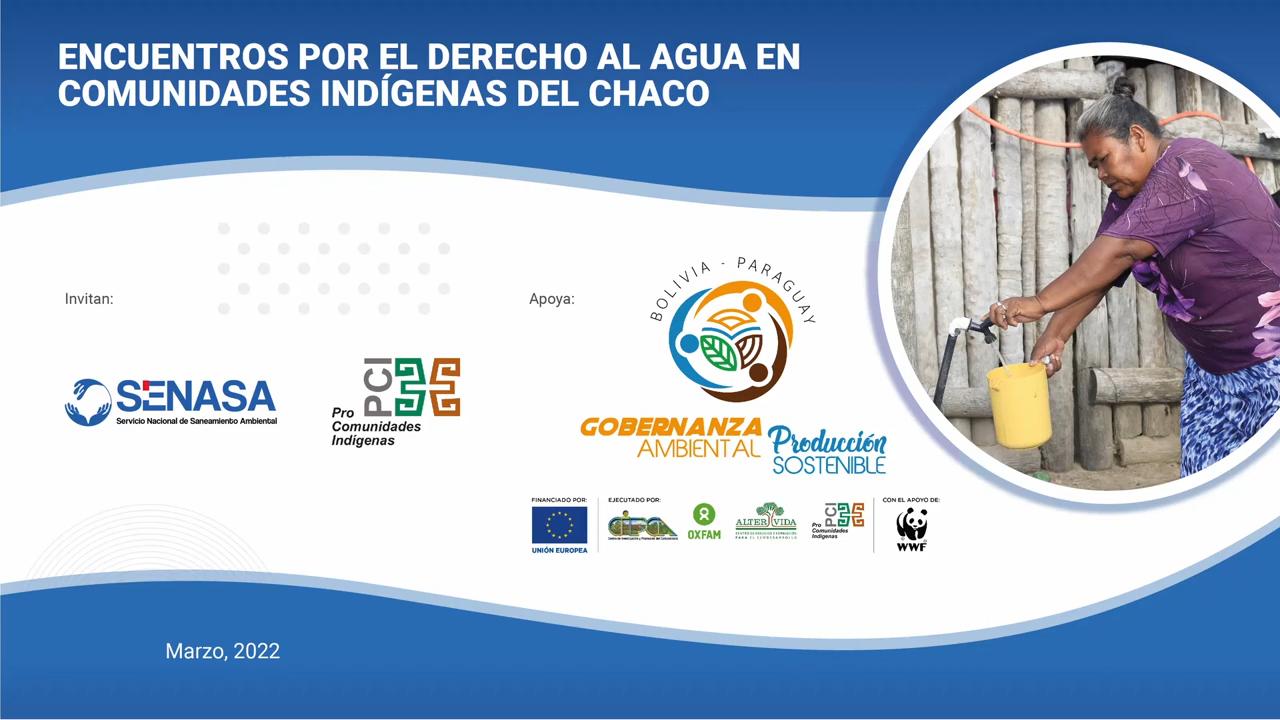 ENCUENTROS POR EL DERECHO AL AGUA EN
COMUNIDADES INDÍGENAS DEL CHACO
Invitan:
SENASA
Servicio Nacional de Saneamiento Ambiental
PCI
Pro
Comunidades
Indígenas
Apoya:
BOLIVIA - PARAGUAY
GOBERNANZA
AMBIENTAL
Producción
SOSTENIBLE
FINANCIADO POR:
UNIÓN EUROPEA
EJECUTADO POR:
CIPCA
OXFAM
ALTER VIDA
PCI
Pro
Comunidades
Indígenas
CON EL APOYO DE:
WWF
Marzo, 2022